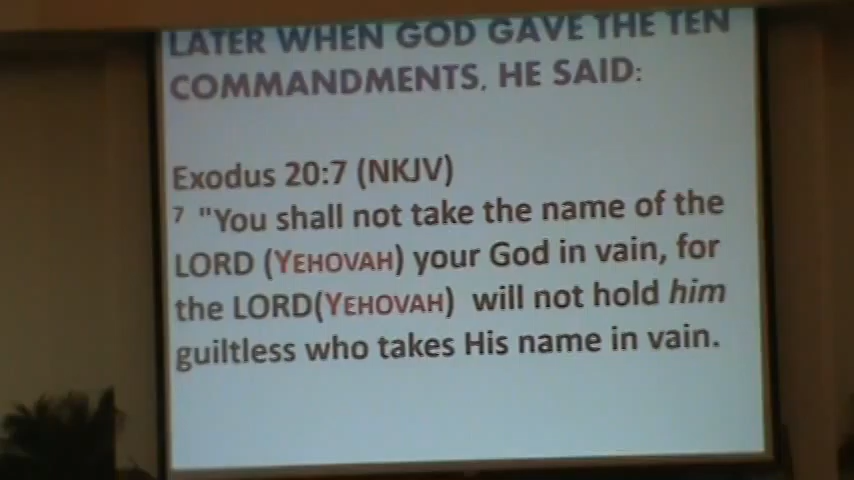 LATER WHEN GOD GAVE THE TEN
COMMANDMENTS, HE SAID:
Exodus 20:7 (NKJV)
7 "You shall not take the name of the
LORD (YEHOVAH) your God in vain, for
the LORD(YEHOVAH) will not hold him
guiltless who takes His name in vain.